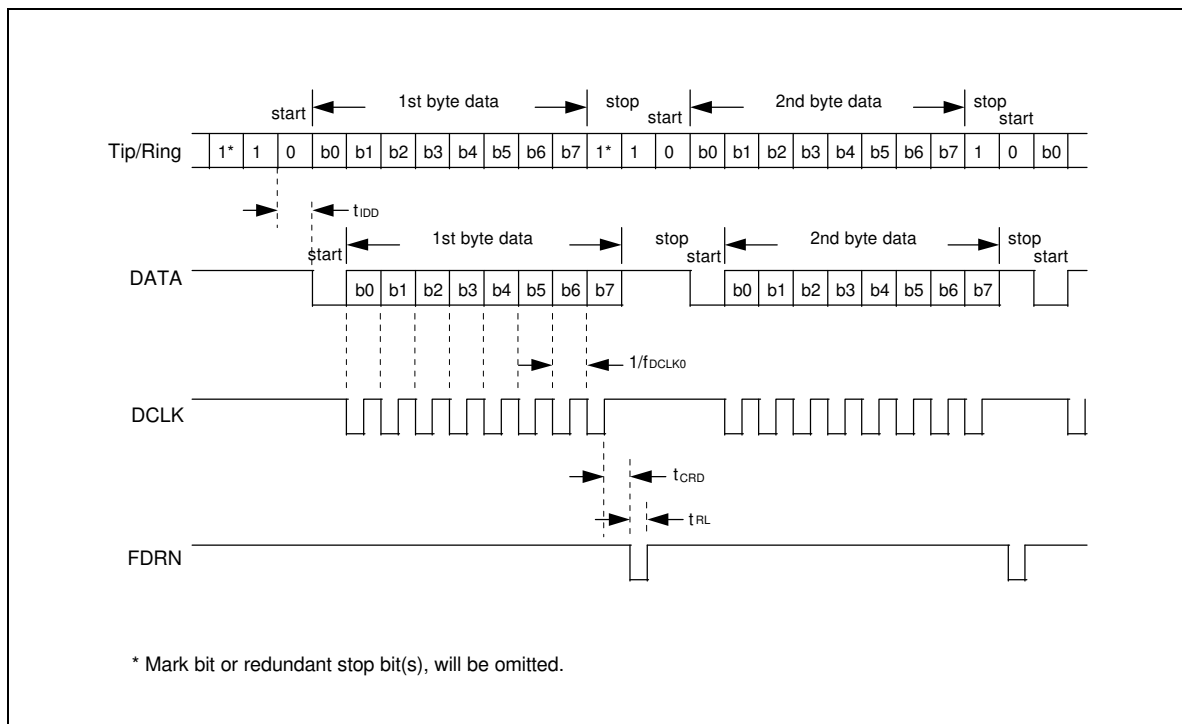 start 1st byte data stop start 2nd byte data stop start
Tip/Ring 1* 1 0 b0 b1 b2 b3 b4 b5 b6 b7 1* 1 0 b0 b1 b2 b3 b4 b5 b6 b7 1 0 b0
tIDD
start 1st byte data stop start 2nd byte data stop start
DATA b0 b1 b2 b3 b4 b5 b6 b7 b0 b1 b2 b3 b4 b5 b6 b7
1/fDCLK0
DCLK
tCRD
tRL
FDRN
* Mark bit or redundant stop bit(s), will be omitted.